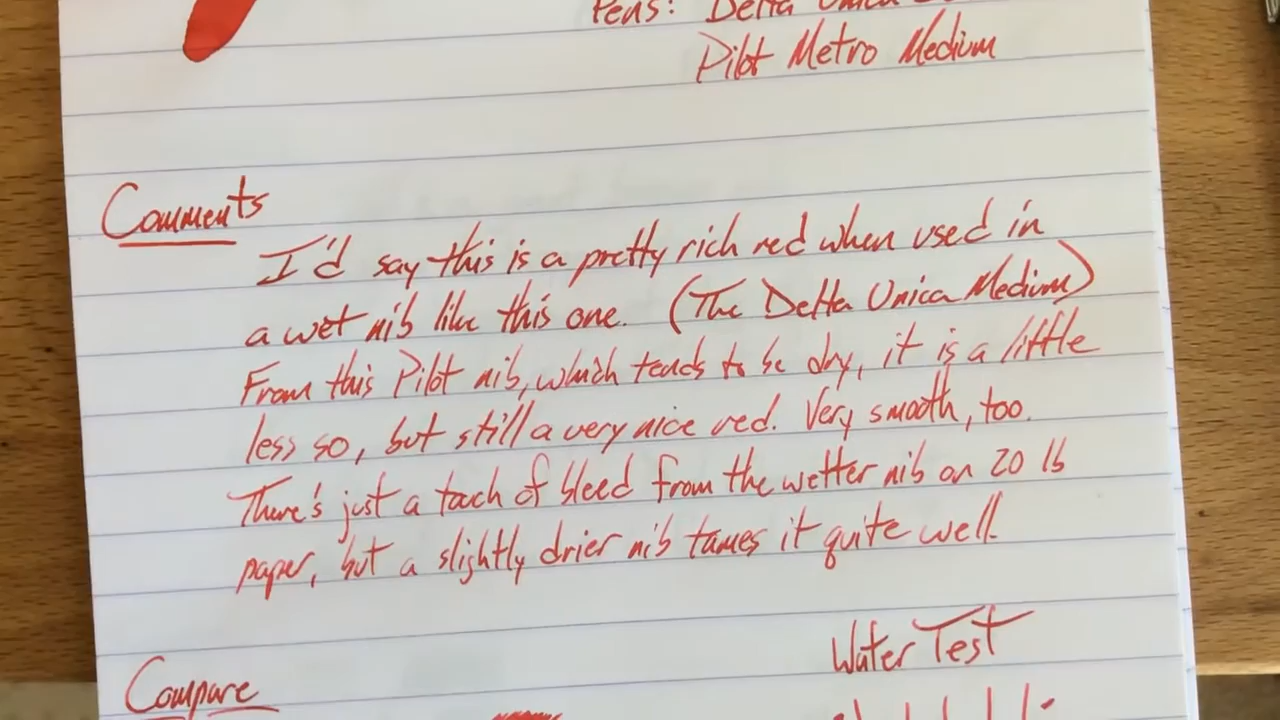 Pens: Delta Unica
Pilot Metro Medium
Comments
I'd say this is a pretty rich red when used in
a wet nib like this one. (The Delta Unica Medium)
From this Pilot nib, which tends to be dry, it is a little
less so, but still a very nice red. Very smooth, too.
There's just a touch of bleed from the wetter nib on 20 lb
paper, but a slightly drier nib tames it quite well.
Water Test
Compare